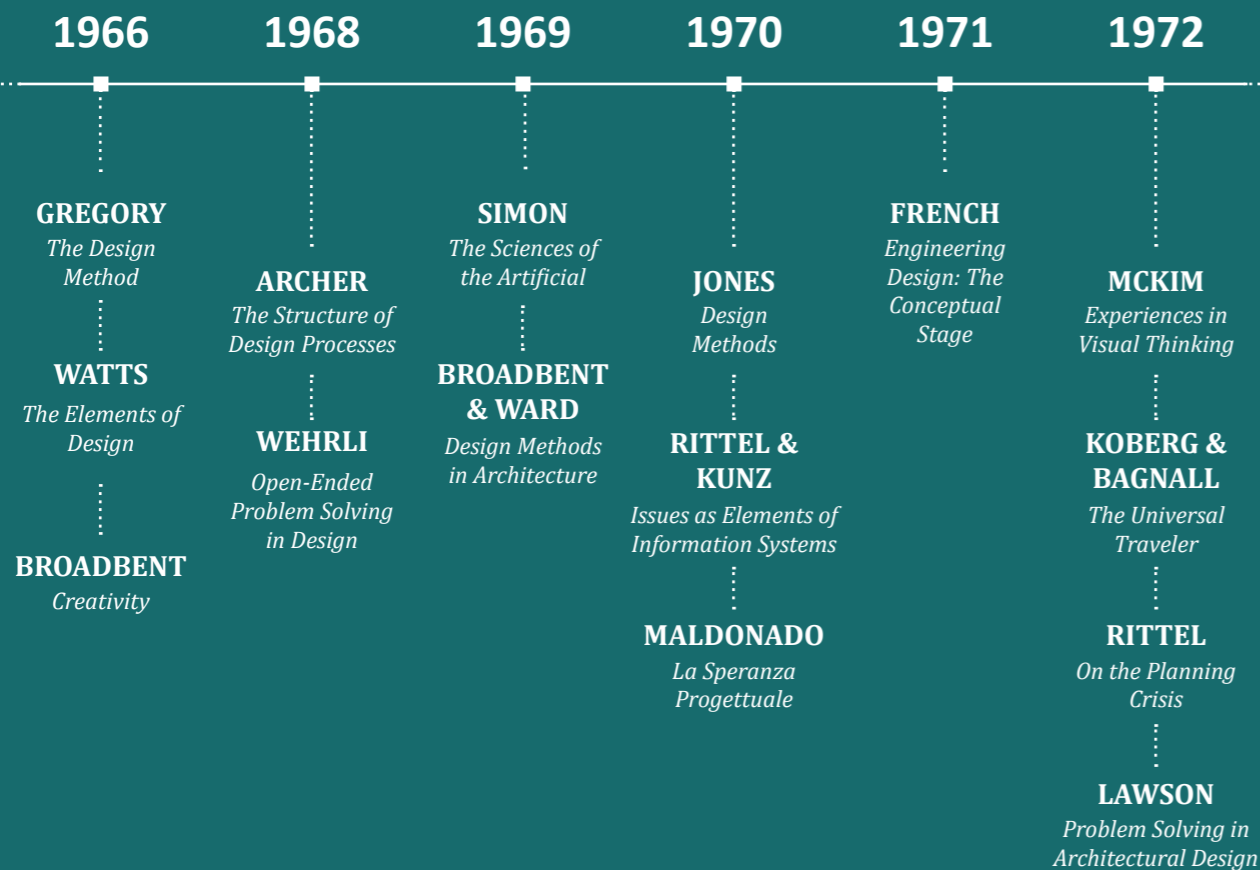 1966
GREGORY
The Design
Method
WATTS
The Elements of
Design
BROADBENT
Creativity
1968
ARCHER
The Structure of
Design Processes
WEHRLI
Open-Ended
Problem Solving
in Design
1969
SIMON
The Sciences of
the Artificial
BROADBENT
& WARD
Design Methods
in Architecture
1970
JONES
Design
Methods
RITTEL &
KUNZ
Issues as Elements of
Information Systems
MALDONADO
La Speranza
Progettuale
1971
FRENCH
Engineering
Design: The
Conceptual
Stage
1972
MCKIM
Experiences in
Visual Thinking
KOBERG &
BAGNALL
The Universal
Traveler
RITTEL
On the Planning
Crisis
LAWSON
Problem Solving in
Architectural Design